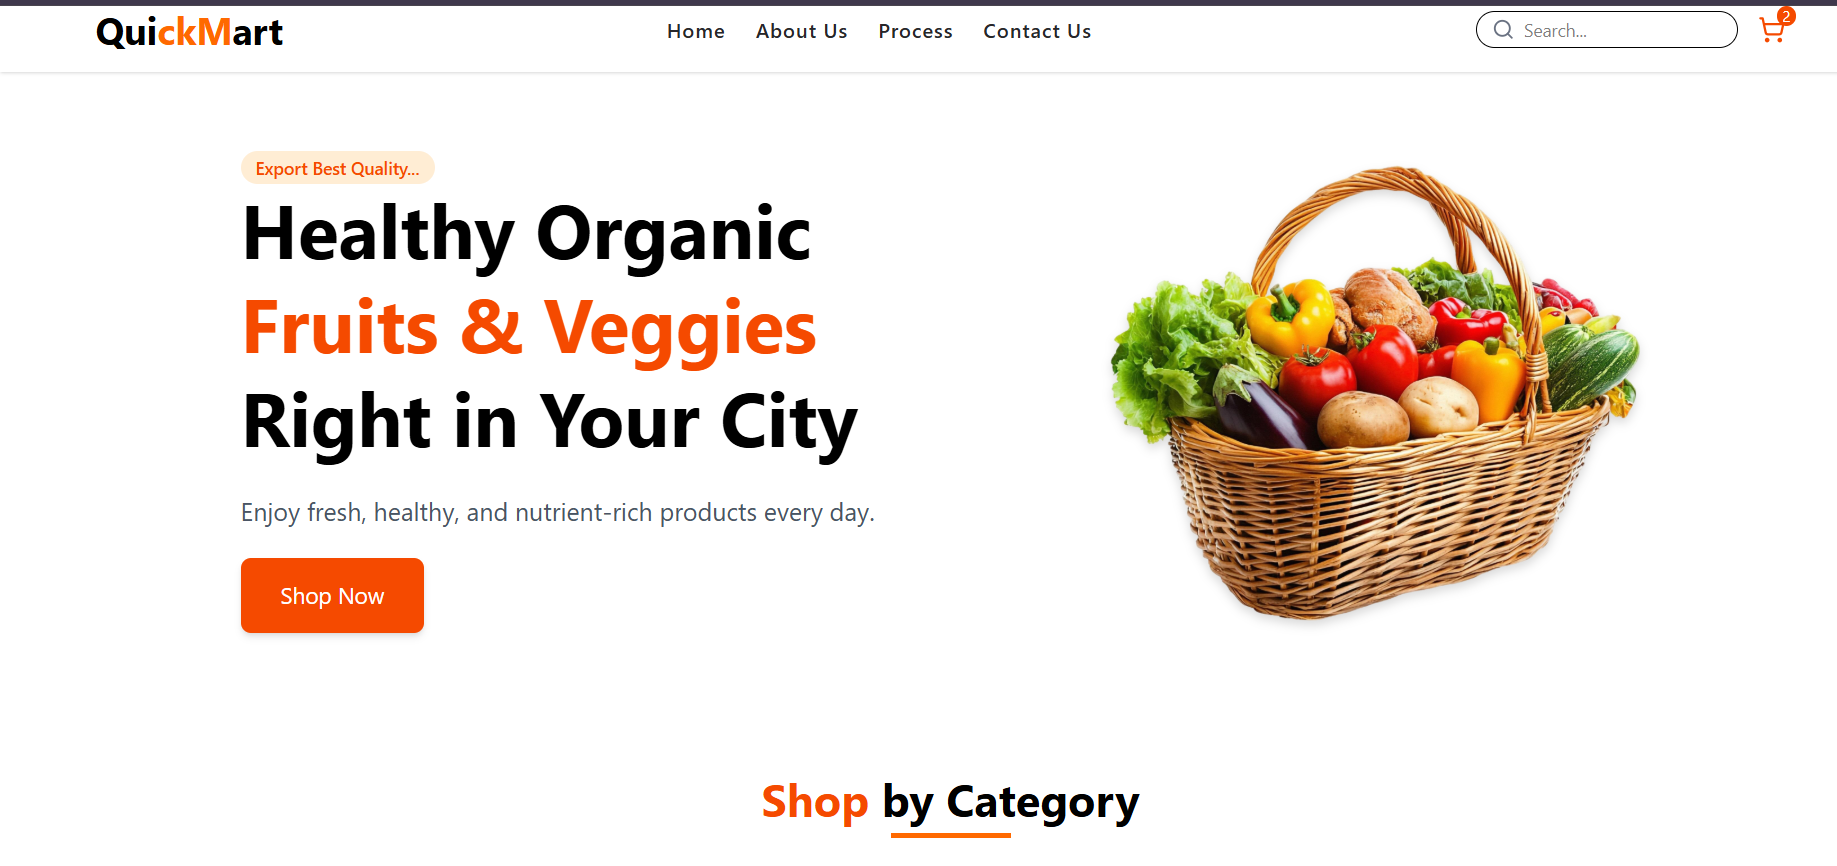 QuickMart
Home
About Us
Process
Contact Us
Search...
2
Export Best Quality...
Healthy Organic
Fruits & Veggies
Right in Your City
Enjoy fresh, healthy, and nutrient-rich products every day.
Shop Now
Shop by Category